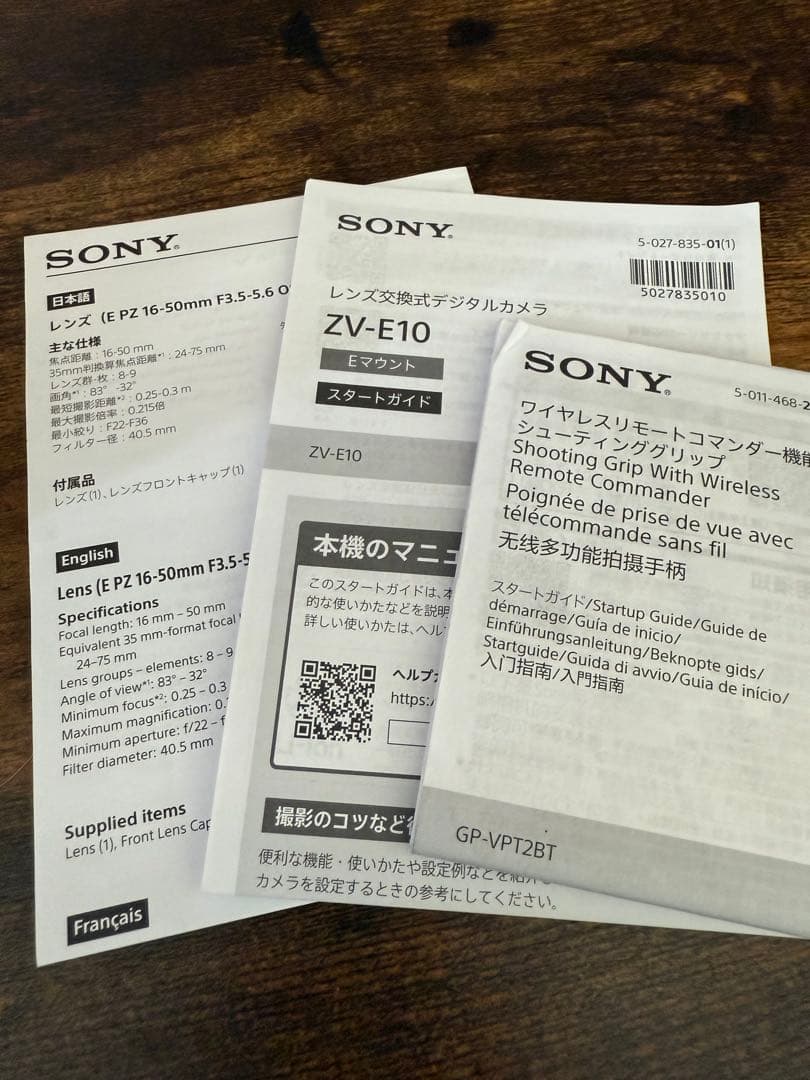 SONY
日本語
レンズ（E PZ 16-50mm F3.5-5.6 O
主な仕様
焦点距離：16-50 mm
35mm判換算焦点距離*1：24-75 mm
レンズ群-枚：8-9
画角*1：83°-32°
最短撮影距離*2：0.25-0.3 m
最大撮影倍率：0.215倍
最小絞り：F22-F36
フィルター径：40.5 mm
付属品
レンズ(1)、レンズフロントキャップ(1)
English
Lens (E PZ 16-50mm F3.5-5
Specifications
Focal length: 16 mm – 50 mm
Equivalent 35 mm-format focal
24–75 mm
Lens groups – elements: 8 – 9
Angle of view*1: 83° – 32°
Minimum focus*2: 0.25 – 0.3
Maximum magnification: 0.
Minimum aperture: f/22 – f
Filter diameter: 40.5 mm
Supplied items
Lens (1), Front Lens Cap
Français
SONY
5-027-835-01(1)
5027835010
レンズ交換式デジタルカメラ
ZV-E10
Eマウント
スタートガイド
ZV-E10
本機のマニュ
このスタートガイドは、本
的な使いかたなどを説明
詳しい使いかたは、ヘル
ヘルプ
https:/
撮影のコツなど
便利な機能・使いかたや設定例などを紹介
カメラを設定するときの参考にしてください。
SONY
5-011-468-2
ワイヤレスリモートコマンダー機能
シューティンググリップ
Shooting Grip With Wireless
Remote Commander
Poignée de prise de vue avec
télécommande sans fil
无线多功能拍摄手柄
スタートガイド/Startup Guide/Guide de
démarrage/Guía de inicio/
Einführungsanleitung/Beknopte gids/
Startguide/Guida di avvio/Guia de início/
入门指南/入門指南
GP-VPT2BT